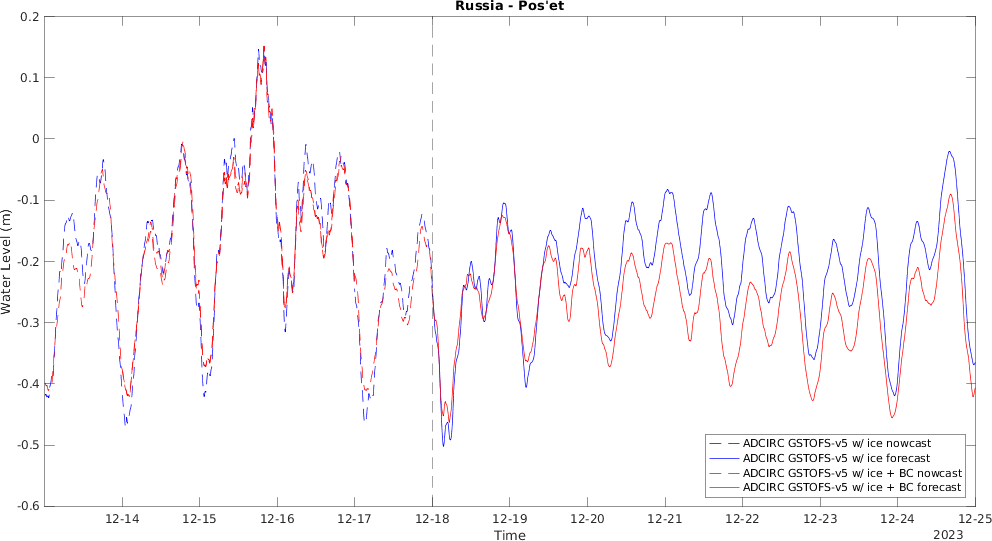 Russia - Pos'et
0.2
0.1
0
-0.1
-0.2
-0.3
-0.4
-0.5
-0.6
Water Level (m)
ADCIRC GSTOFS-v5 w/ ice nowcast
ADCIRC GSTOFS-v5 w/ ice forecast
ADCIRC GSTOFS-v5 w/ ice + BC nowcast
ADCIRC GSTOFS-v5 w/ ice + BC forecast
12-14 12-15 12-16 12-17 12-18 12-19 12-20 12-21 12-22 12-23 12-24 12-25
Time
2023